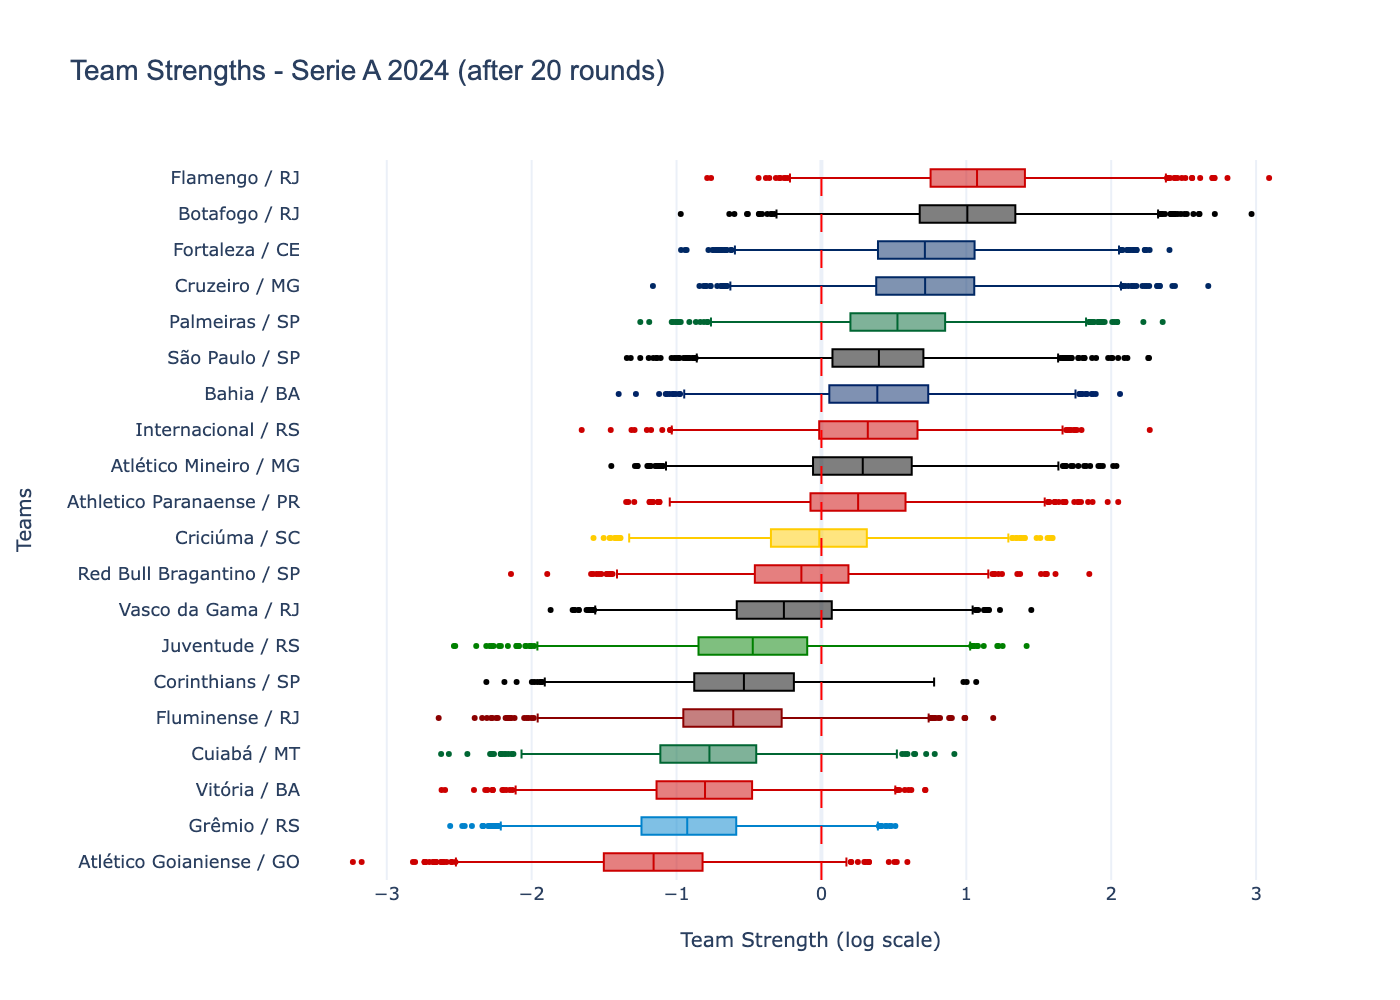 Team Strengths - Serie A 2024 (after 20 rounds)
Teams
Flamengo / RJ
Botafogo / RJ
Fortaleza / CE
Cruzeiro / MG
Palmeiras / SP
São Paulo / SP
Bahia / BA
Internacional / RS
Atlético Mineiro / MG
Athletico Paranaense / PR
Criciúma / SC
Red Bull Bragantino / SP
Vasco da Gama / RJ
Juventude / RS
Corinthians / SP
Fluminense / RJ
Cuiabá / MT
Vitória / BA
Grêmio / RS
Atlético Goianiense / GO
−3 −2 −1 0 1 2 3
Team Strength (log scale)